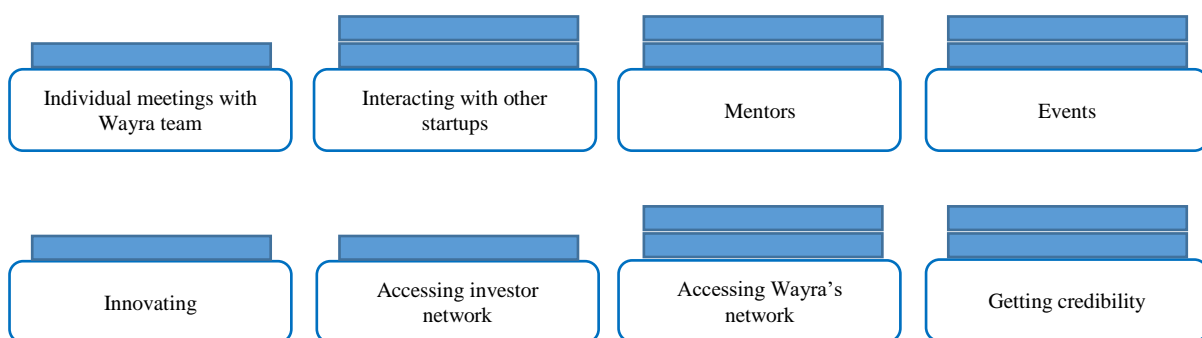 Individual meetings with
Wayra team
Interacting with other
startups
Mentors
Events
Innovating
Accessing investor
network
Accessing Wayra’s
network
Getting credibility